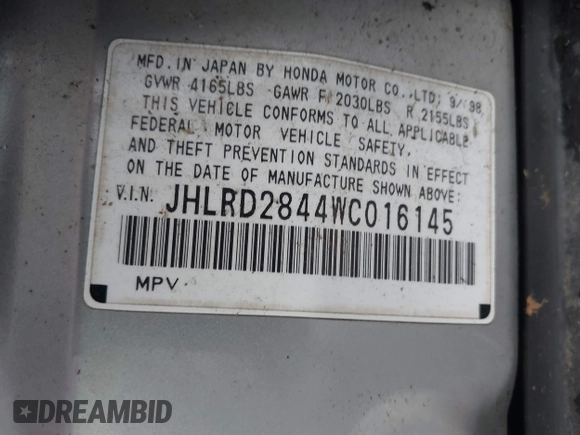 MFD. IN JAPAN BY HONDA MOTOR CO., LTD. 9/'98
GVWR 4165LBS GAWR F 2030LBS R 2155LBS
THIS VEHICLE CONFORMS TO ALL APPLICABLE
FEDERAL MOTOR VEHICLE SAFETY,
AND THEFT PREVENTION STANDARDS IN EFFECT
ON THE DATE OF MANUFACTURE SHOWN ABOVE:
V.I.N. JHLRD2844WC016145
MPV
DREAMBID